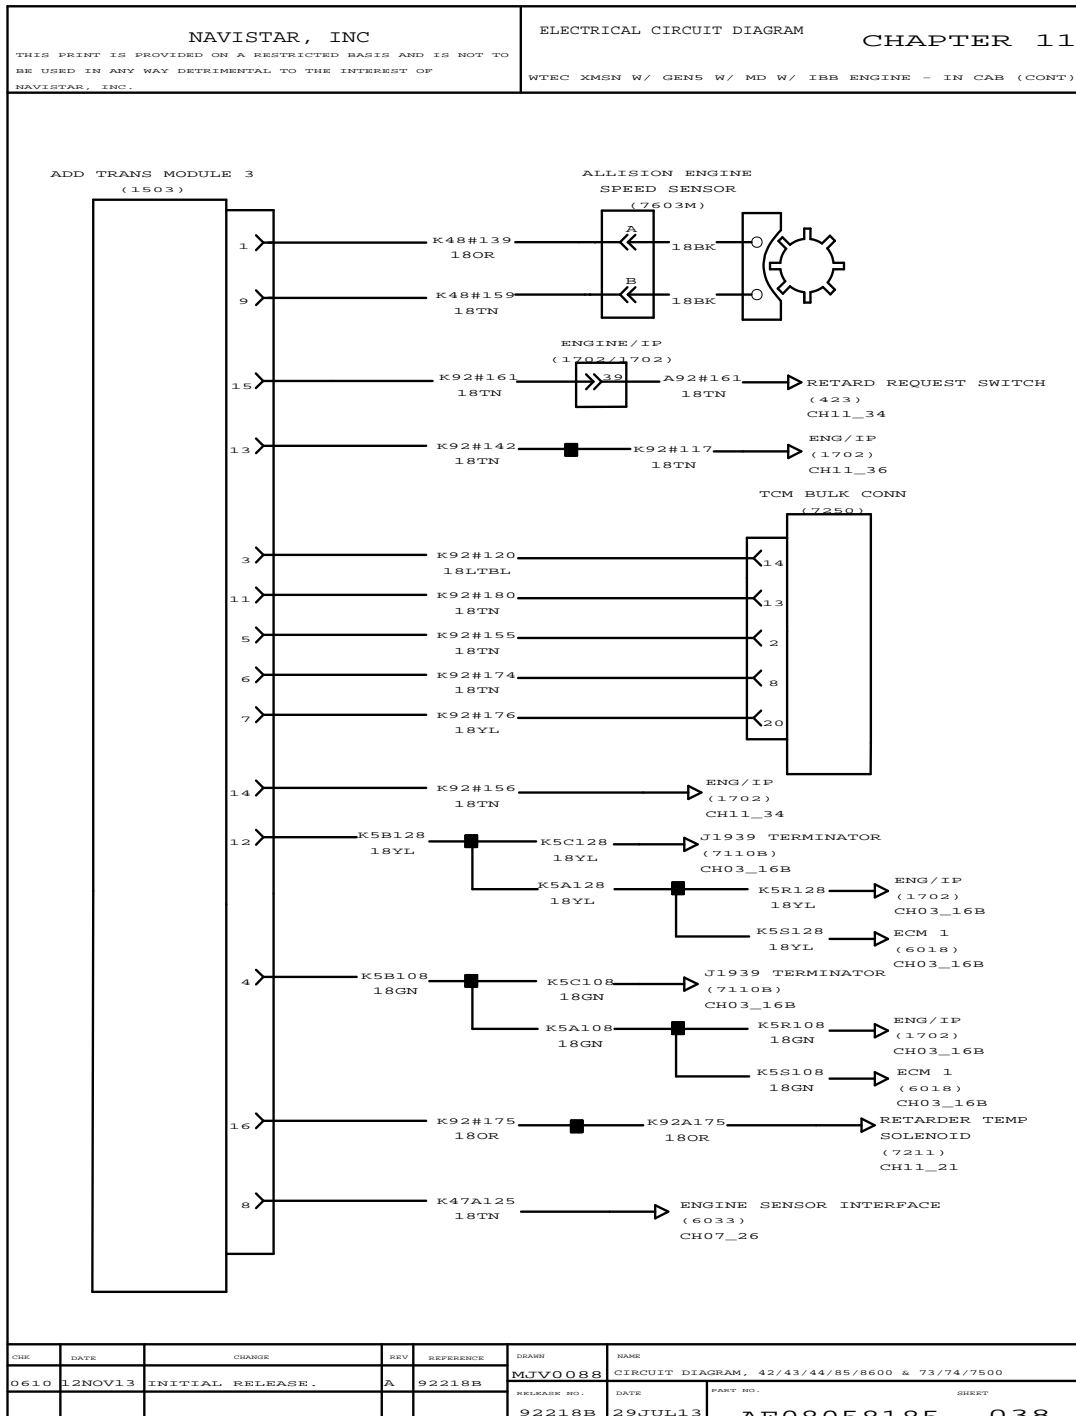 NAVISTAR, INC
THIS PRINT IS PROVIDED ON A RESTRICTED BASIS AND IS NOT TO
BE USED IN ANY WAY DETRIMENTAL TO THE INTEREST OF
NAVISTAR, INC.
ELECTRICAL CIRCUIT DIAGRAM
CHAPTER 11
WTEC XMSN W/ GEN5 W/ MD W/ IBB ENGINE - IN CAB (CONT)
ADD TRANS MODULE 3
(1503)
ALLISION ENGINE
SPEED SENSOR
(7603M)
1
K48#139
18OR
A
18BK
9
K48#159
18TN
B
18BK
ENGINE/IP
(1702/1702)
15
K92#161
18TN
39
A92#161
18TN
RETARD REQUEST SWITCH
(423)
CH11_34
13
K92#142
18TN
K92#117
18TN
ENG/IP
(1702)
CH11_36
TCM BULK CONN
(7250)
3
K92#120
18LTBL
14
11
K92#180
18TN
13
5
K92#155
18TN
2
6
K92#174
18TN
8
7
K92#176
18YL
20
14
K92#156
18TN
ENG/IP
(1702)
CH11_34
12
K5B128
18YL
K5C128
18YL
J1939 TERMINATOR
(7110B)
CH03_16B
K5A128
18YL
K5R128
18YL
ENG/IP
(1702)
CH03_16B
K5S128
18YL
ECM 1
(6018)
CH03_16B
4
K5B108
18GN
K5C108
18GN
J1939 TERMINATOR
(7110B)
CH03_16B
K5A108
18GN
K5R108
18GN
ENG/IP
(1702)
CH03_16B
K5S108
18GN
ECM 1
(6018)
CH03_16B
16
K92#175
18OR
K92A175
18OR
RETARDER TEMP
SOLENOID
(7211)
CH11_21
8
K47A125
18TN
ENGINE SENSOR INTERFACE
(6033)
CH07_26
CHK DATE CHANGE REV REFERENCE
0610 12NOV13 INITIAL RELEASE. A 92218B
DRAWN
MJV0088
NAME
CIRCUIT DIAGRAM, 42/43/44/85/8600 & 73/74/7500
RELEASE NO.
92218B
DATE
29JUL13
PART NO.
AE08058185
SHEET
038